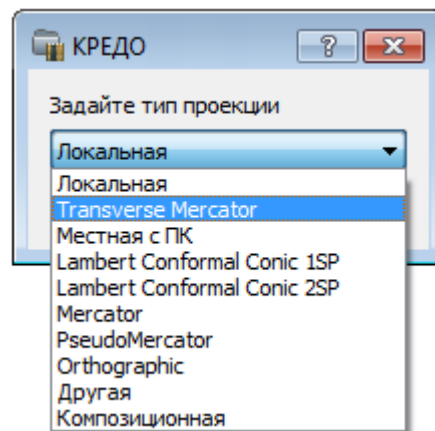 КРЕДО
?
Задайте тип проекции
Локальная
Локальная
Transverse Mercator
Местная с ПК
Lambert Conformal Conic 1SP
Lambert Conformal Conic 2SP
Mercator
PseudoMercator
Orthographic
Другая
Композиционная